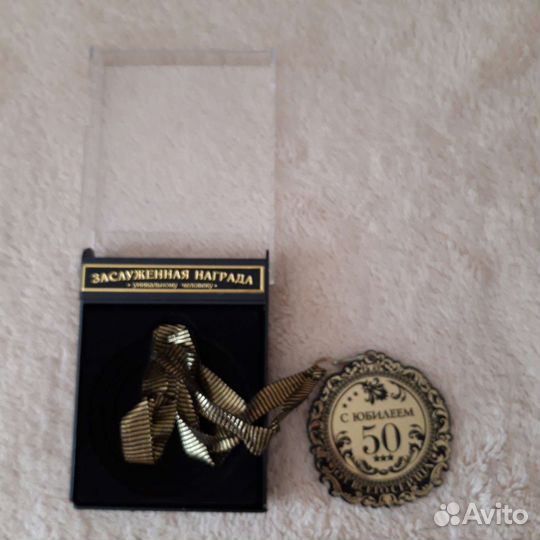 ЗАСЛУЖЕННАЯ НАГРАДА
уникальному человеку
С ЮБИЛЕЕМ
50
Avito